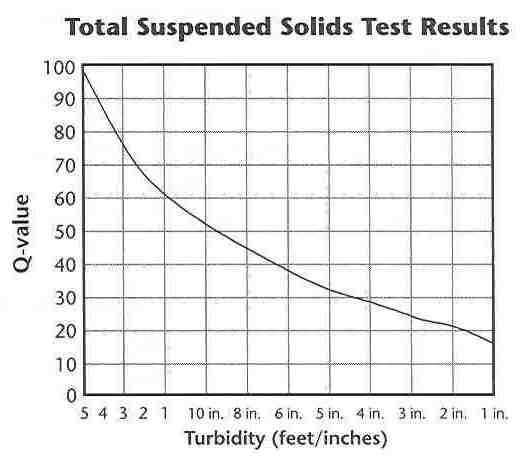 Total Suspended Solids Test Results
100
90
80
70
60
50
40
30
20
10
0
Q-value
5 4 3 2 1 10 in. 8 in. 6 in. 5 in. 4 in. 3 in. 2 in. 1 in.
Turbidity (feet/inches)